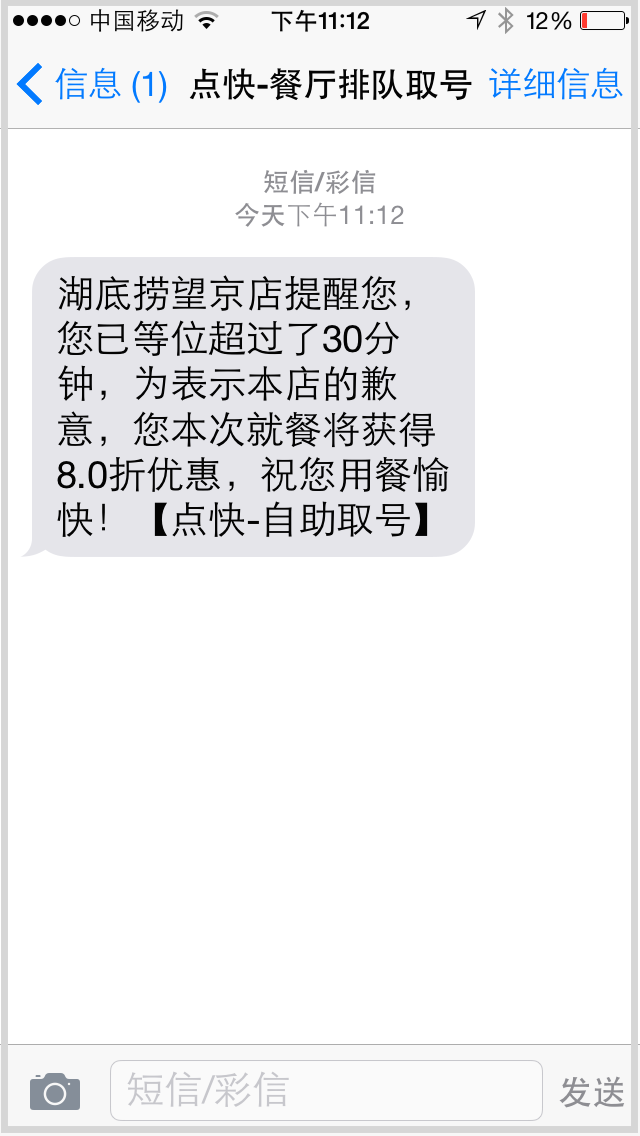 中国移动 下午11:12 12%
信息 (1) 点快-餐厅排队取号 详细信息
短信/彩信
今天下午11:12
湖底捞望京店提醒您，
您已等位超过了30分
钟，为表示本店的歉
意，您本次就餐将获得
8.0折优惠，祝您用餐愉
快！【点快-自助取号】
短信/彩信 发送